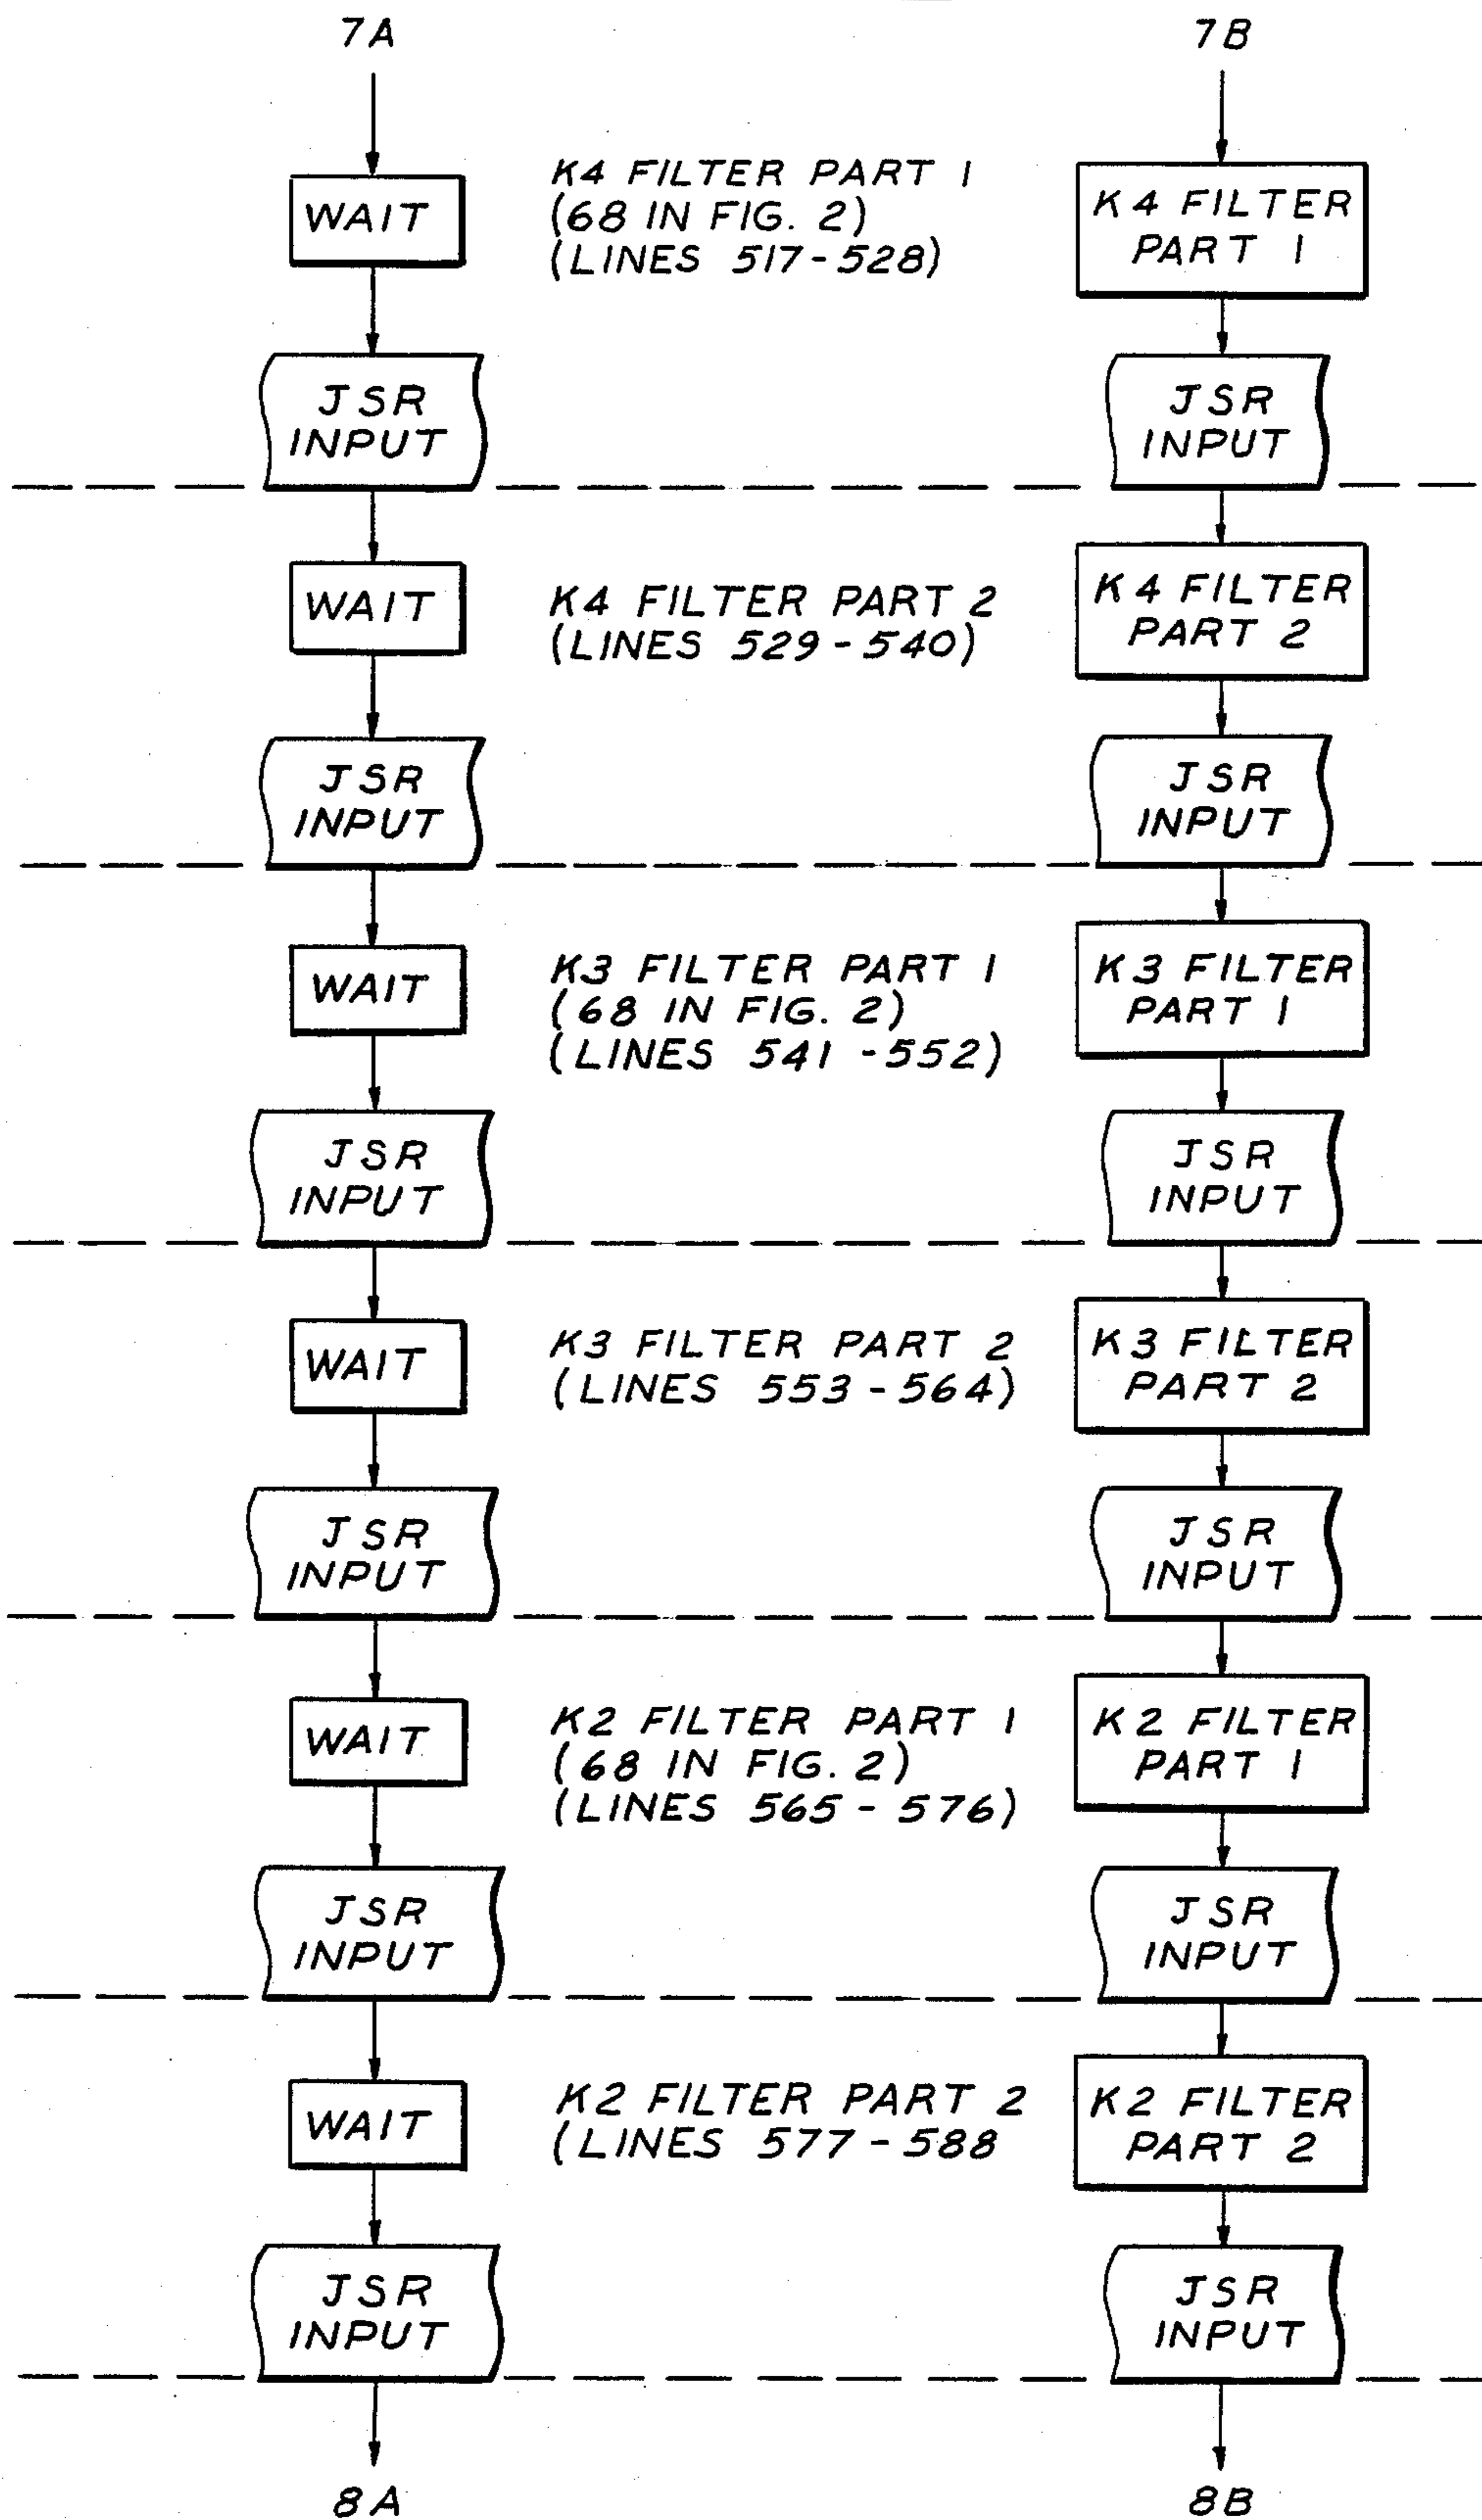 7A
7B
WAIT
K4 FILTER PART 1
(68 IN FIG. 2)
(LINES 517-528)
K4 FILTER
PART 1
JSR
INPUT
JSR
INPUT
WAIT
K4 FILTER PART 2
(LINES 529-540)
K4 FILTER
PART 2
JSR
INPUT
JSR
INPUT
WAIT
K3 FILTER PART 1
(68 IN FIG. 2)
(LINES 541-552)
K3 FILTER
PART 1
JSR
INPUT
JSR
INPUT
WAIT
K3 FILTER PART 2
(LINES 553-564)
K3 FILTER
PART 2
JSR
INPUT
JSR
INPUT
WAIT
K2 FILTER PART 1
(68 IN FIG. 2)
(LINES 565-576)
K2 FILTER
PART 1
JSR
INPUT
JSR
INPUT
WAIT
K2 FILTER PART 2
(LINES 577-588
K2 FILTER
PART 2
JSR
INPUT
JSR
INPUT
8A
8B